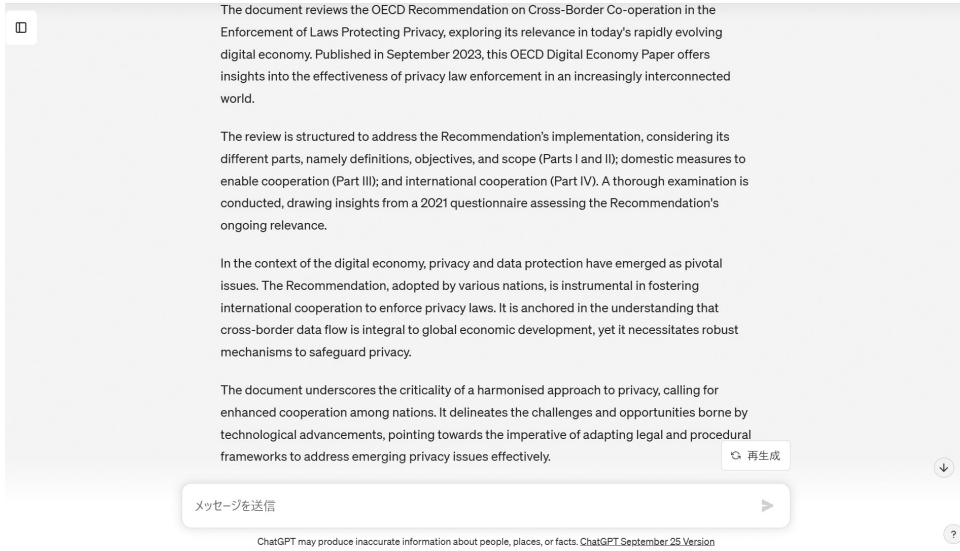 The document reviews the OECD Recommendation on Cross-Border Co-operation in the
Enforcement of Laws Protecting Privacy, exploring its relevance in today's rapidly evolving
digital economy. Published in September 2023, this OECD Digital Economy Paper offers
insights into the effectiveness of privacy law enforcement in an increasingly interconnected
world.
The review is structured to address the Recommendation's implementation, considering its
different parts, namely definitions, objectives, and scope (Parts I and II); domestic measures to
enable cooperation (Part III); and international cooperation (Part IV). A thorough examination is
conducted, drawing insights from a 2021 questionnaire assessing the Recommendation's
ongoing relevance.
In the context of the digital economy, privacy and data protection have emerged as pivotal
issues. The Recommendation, adopted by various nations, is instrumental in fostering
international cooperation to enforce privacy laws. It is anchored in the understanding that
cross-border data flow is integral to global economic development, yet it necessitates robust
mechanisms to safeguard privacy.
The document underscores the criticality of a harmonised approach to privacy, calling for
enhanced cooperation among nations. It delineates the challenges and opportunities borne by
technological advancements, pointing towards the imperative of adapting legal and procedural
frameworks to address emerging privacy issues effectively.
再生成
メッセージを送信
ChatGPT may produce inaccurate information about people, places, or facts. ChatGPT September 25 Version
?